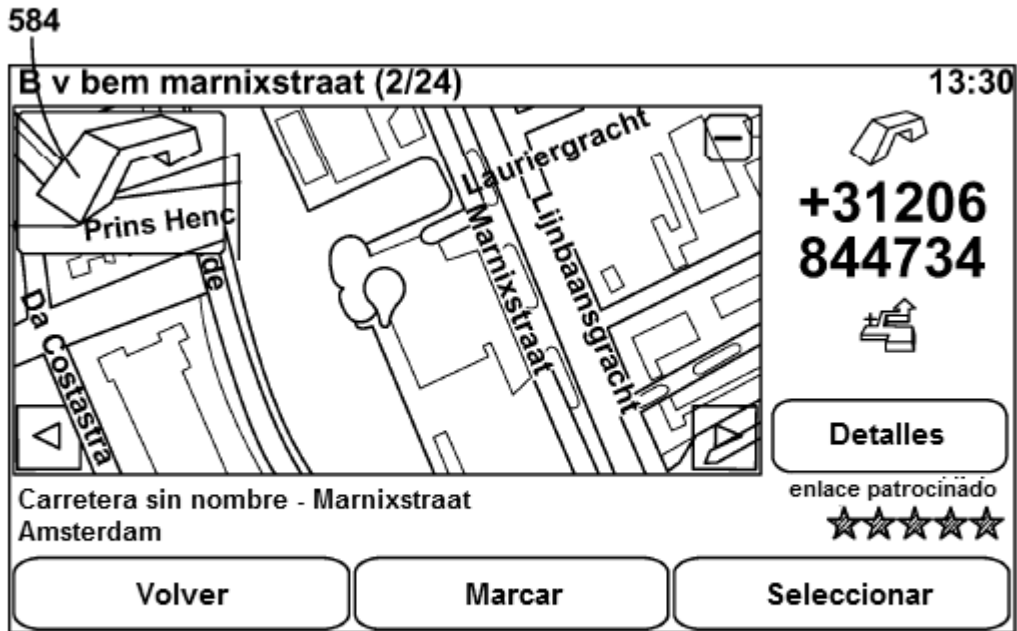 584
B v bem marnixstraat (2/24)
13:30
Lauriergracht
Prins Henc
de
Marnixstraat
Lijnbaansgracht
Da Costastra
+31206
844734
Detalles
enlace patrocinado
Carretera sin nombre - Marnixstraat
Amsterdam
Volver
Marcar
Seleccionar